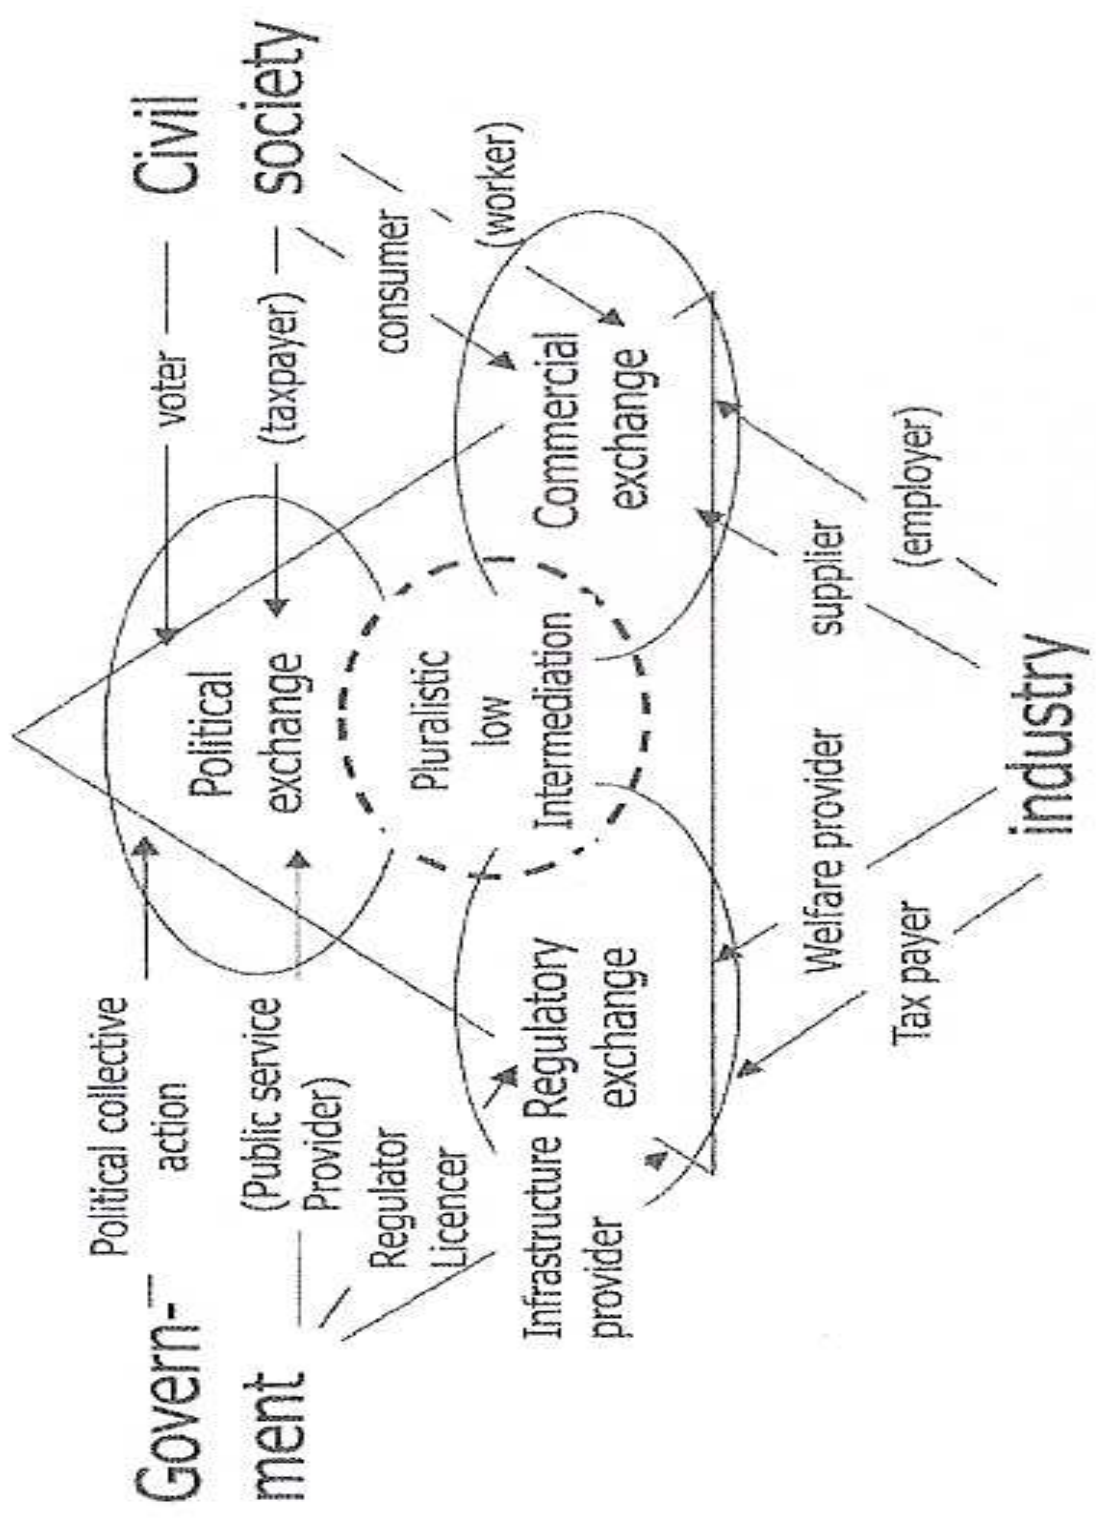 Govern-
ment
Civil
society
Political collective
action
voter
(Public service
Provider)
(taxpayer)
Political
exchange
Regulator
Licencer
consumer
(worker)
Pluralistic
low
Intermediation
Infrastructure
provider
Regulatory
exchange
Commercial
exchange
Welfare provider
supplier
Tax payer
(employer)
industry